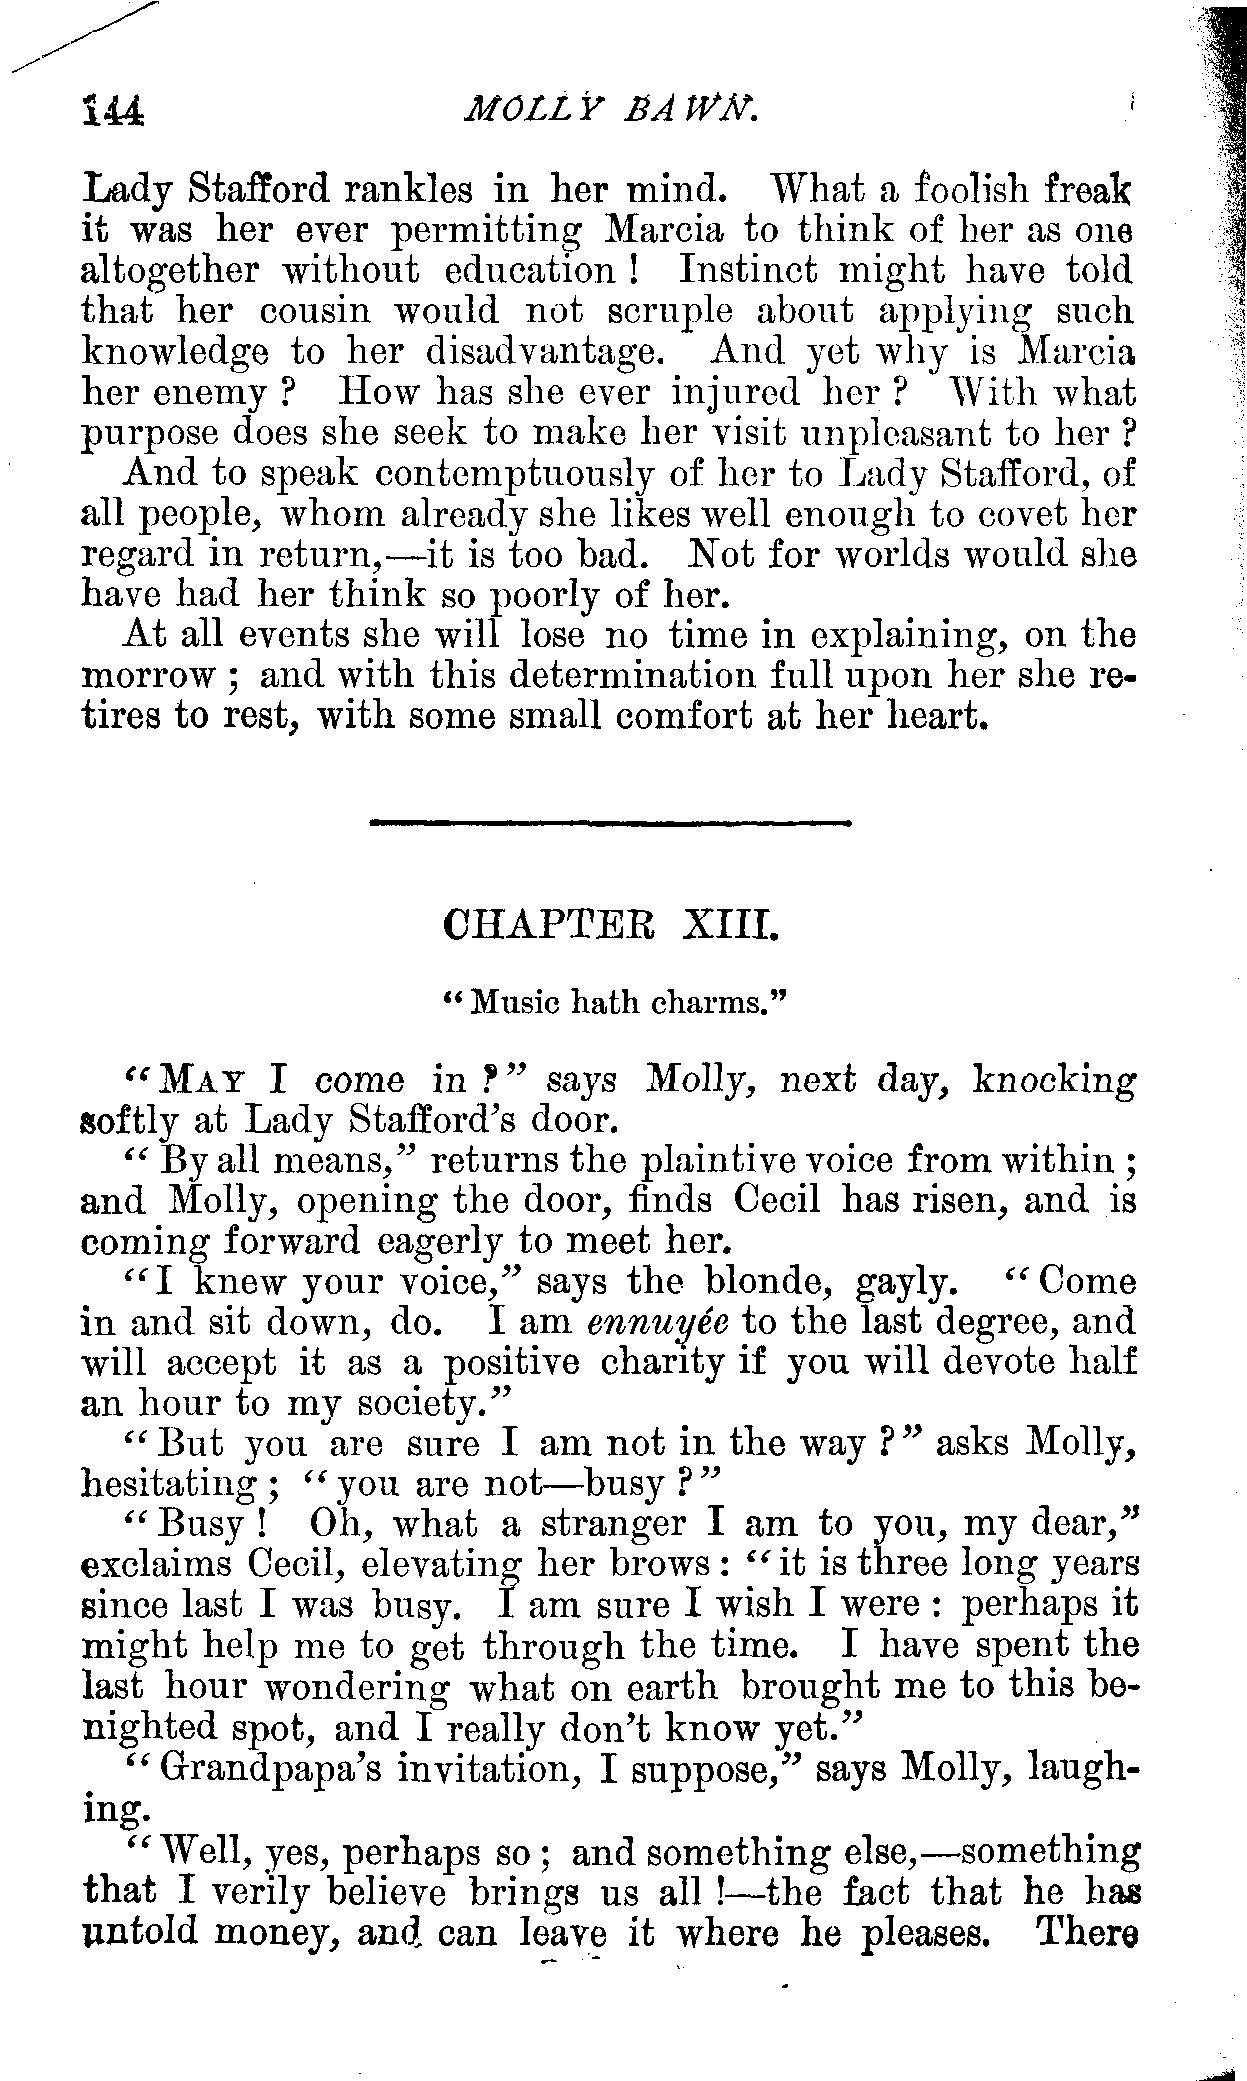 144 MOLLY BAWN.
Lady Stafford rankles in her mind. What a foolish freak
it was her ever permitting Marcia to think of her as one
altogether without education ! Instinct might have told
that her cousin would not scruple about applying such
knowledge to her disadvantage. And yet why is Marcia
her enemy ? How has she ever injured her ? With what
purpose does she seek to make her visit unpleasant to her ?
And to speak contemptuously of her to Lady Stafford, of
all people, whom already she likes well enough to covet her
regard in return,—it is too bad. Not for worlds would she
have had her think so poorly of her.
At all events she will lose no time in explaining, on the
morrow ; and with this determination full upon her she re-
tires to rest, with some small comfort at her heart.
CHAPTER XIII.
“ Music hath charms.”
“ MAY I come in ?” says Molly, next day, knocking
softly at Lady Stafford's door.
“ By all means,” returns the plaintive voice from within ;
and Molly, opening the door, finds Cecil has risen, and is
coming forward eagerly to meet her.
“ I knew your voice,” says the blonde, gayly. “ Come
in and sit down, do. I am ennuyée to the last degree, and
will accept it as a positive charity if you will devote half
an hour to my society.”
“ But you are sure I am not in the way ?” asks Molly,
hesitating ; “ you are not—busy ?”
“ Busy ! Oh, what a stranger I am to you, my dear,”
exclaims Cecil, elevating her brows : “ it is three long years
since last I was busy. I am sure I wish I were : perhaps it
might help me to get through the time. I have spent the
last hour wondering what on earth brought me to this be-
nighted spot, and I really don't know yet.”
“ Grandpapa's invitation, I suppose,” says Molly, laugh-
ing.
“ Well, yes, perhaps so ; and something else,—something
that I verily believe brings us all !—the fact that he has
untold money, and can leave it where he pleases. There